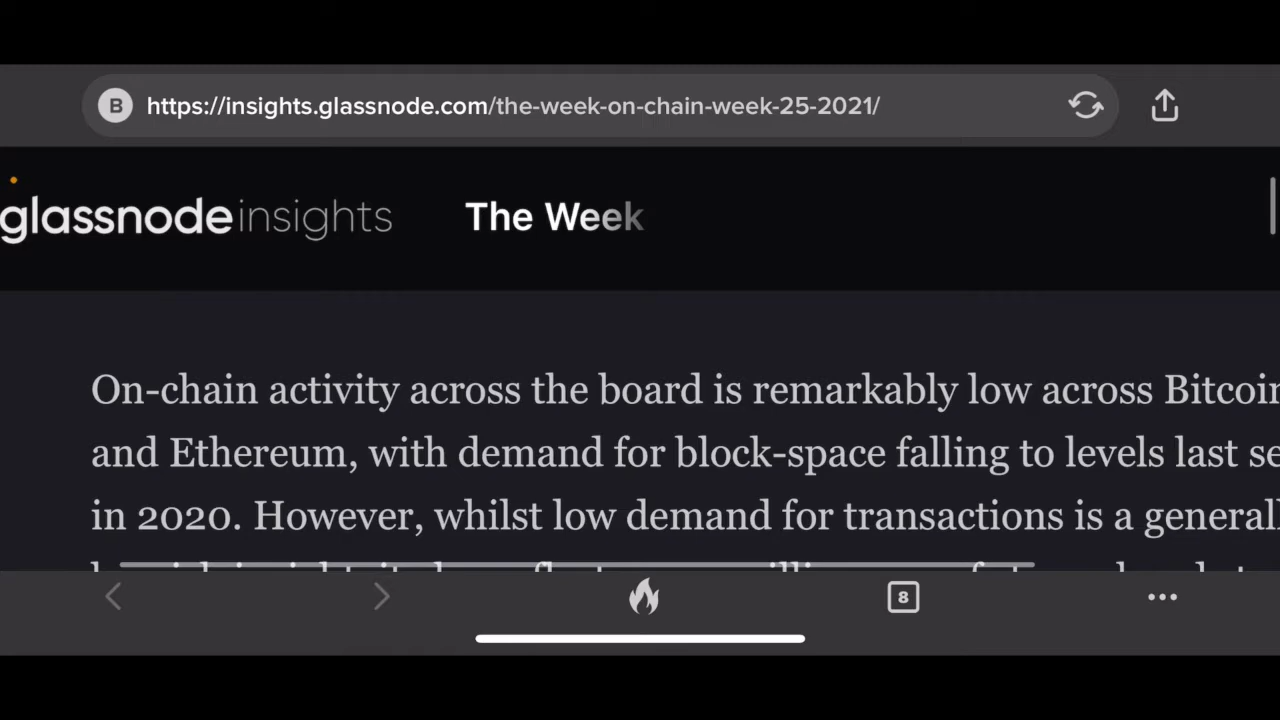 B https://insights.glassnode.com/the-week-on-chain-week-25-2021/
glassnode insights The Week
On-chain activity across the board is remarkably low across Bitcoin
and Ethereum, with demand for block-space falling to levels last
in 2020. However, whilst low demand for transactions is a
8